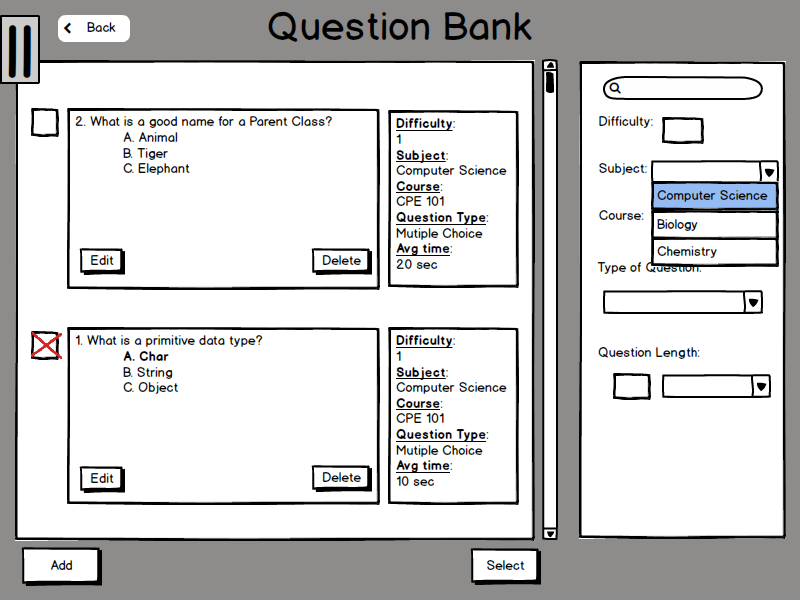 Back
Question Bank
2. What is a good name for a Parent Class?
A. Animal
B. Tiger
C. Elephant
Edit
Delete
Difficulty:
1
Subject:
Computer Science
Course:
CPE 101
Question Type:
Mutiple Choice
Avg time:
20 sec
1. What is a primitive data type?
A. Char
B. String
C. Object
Edit
Delete
Difficulty:
1
Subject:
Computer Science
Course:
CPE 101
Question Type:
Mutiple Choice
Avg time:
10 sec
Add
Select
Difficulty:
Subject:
Computer Science
Biology
Chemistry
Course:
Type of Question:
Question Length: